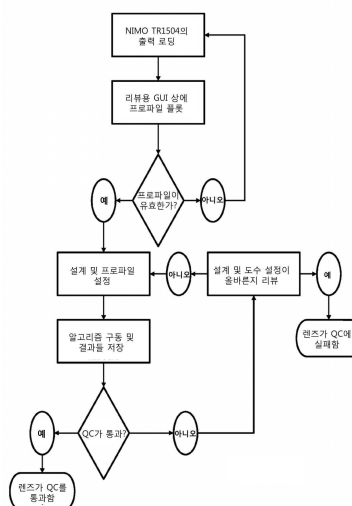 NIMO TR1504의
출력 로딩
리뷰용 GUI 상에
프로파일 플롯
프로파일이
유효한가?
예
아니오
설계 및 프로파일
설정
아니오
설계 및 도수 설정이
올바른지 리뷰
예
알고리즘 구동 및
결과들 저장
렌즈가 QC에
실패함
QC가 통과?
예
아니오
렌즈가 QC를
통과함